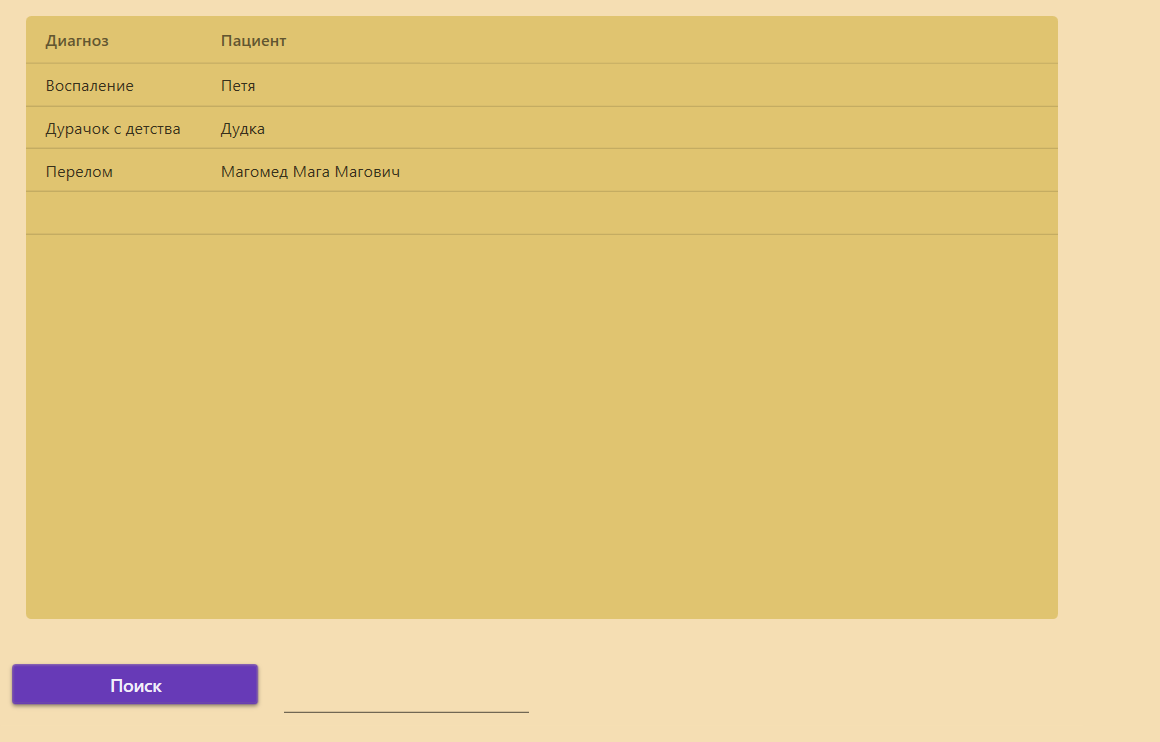 Диагноз Пациент
Воспаление Петя
Дурачок с детства Дудка
Перелом Магомед Мага Магович
Поиск